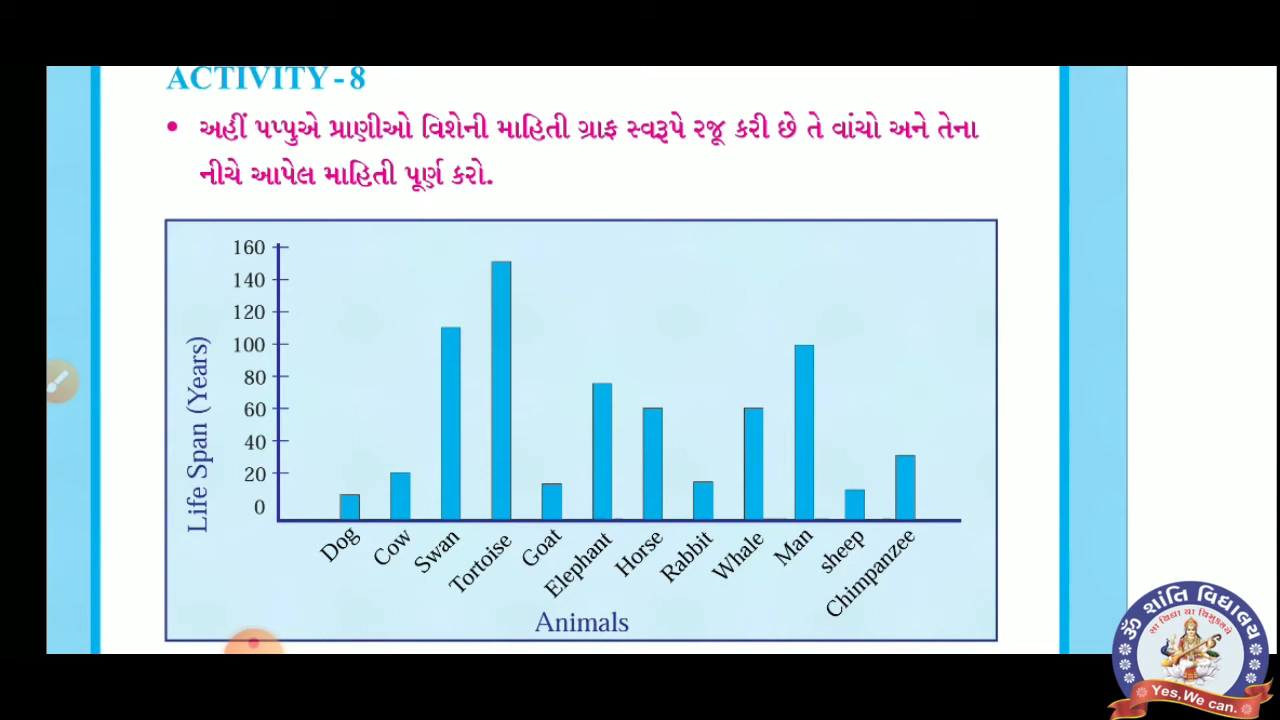 ACTIVITY - 8
• અહીં પપ્પુએ પ્રાણીઓ વિશેની માહિતી ગ્રાફ સ્વરૂપે રજૂ કરી છે તે વાંચો અને તેના
નીચે આપેલ માહિતી પૂર્ણ કરો.
Life Span (Years)
160
140
120
100
80
60
40
20
0
Dog
Cow
Swan
Tortoise
Goat
Elephant
Horse
Rabbit
Whale
Man
sheep
Chimpanzee
Animals
ૐ શાંતિ વિદ્યાલય
સા વિદ્યા યા વિમુક્તયે
Yes, We can.